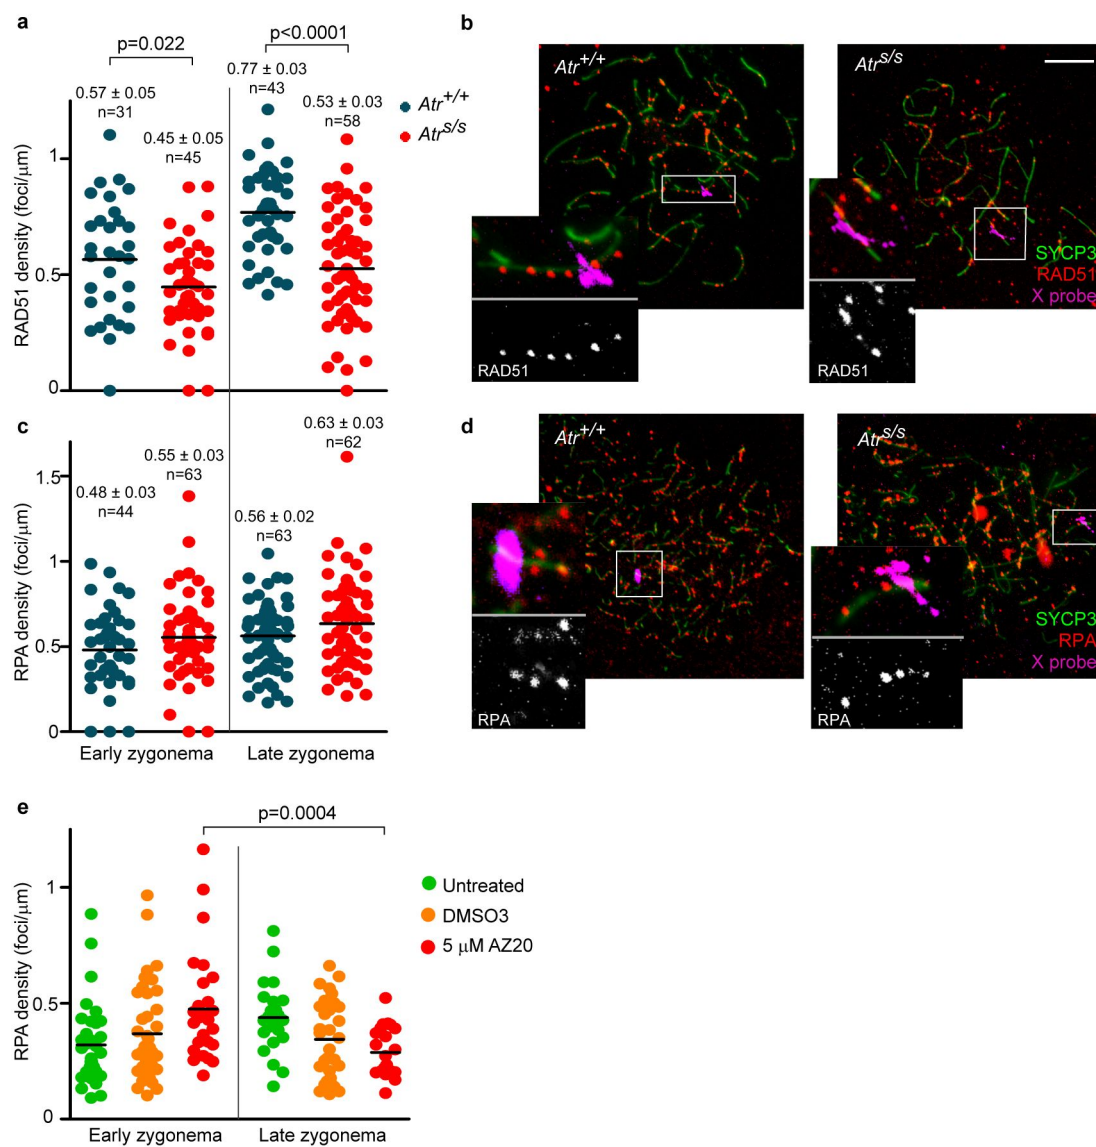 a
p=0.022
p<0.0001
0.57 ± 0.05
n=31
0.45 ± 0.05
n=45
0.77 ± 0.03
n=43
0.53 ± 0.03
n=58
Atr+/+
Atrs/s
RAD51 density (foci/μm)
1
0.5
0
b
Atr+/+
Atrs/s
SYCP3
RAD51
X probe
RAD51
RAD51
c
0.48 ± 0.03
n=44
0.55 ± 0.03
n=63
0.56 ± 0.02
n=63
0.63 ± 0.03
n=62
RPA density (foci/μm)
1.5
1
0.5
0
Early zygonema
Late zygonema
d
Atr+/+
Atrs/s
SYCP3
RPA
X probe
RPA
RPA
e
p=0.0004
RPA density (foci/μm)
1
0.5
0
Untreated
DMSO3
5 μM AZ20
Early zygonema
Late zygonema